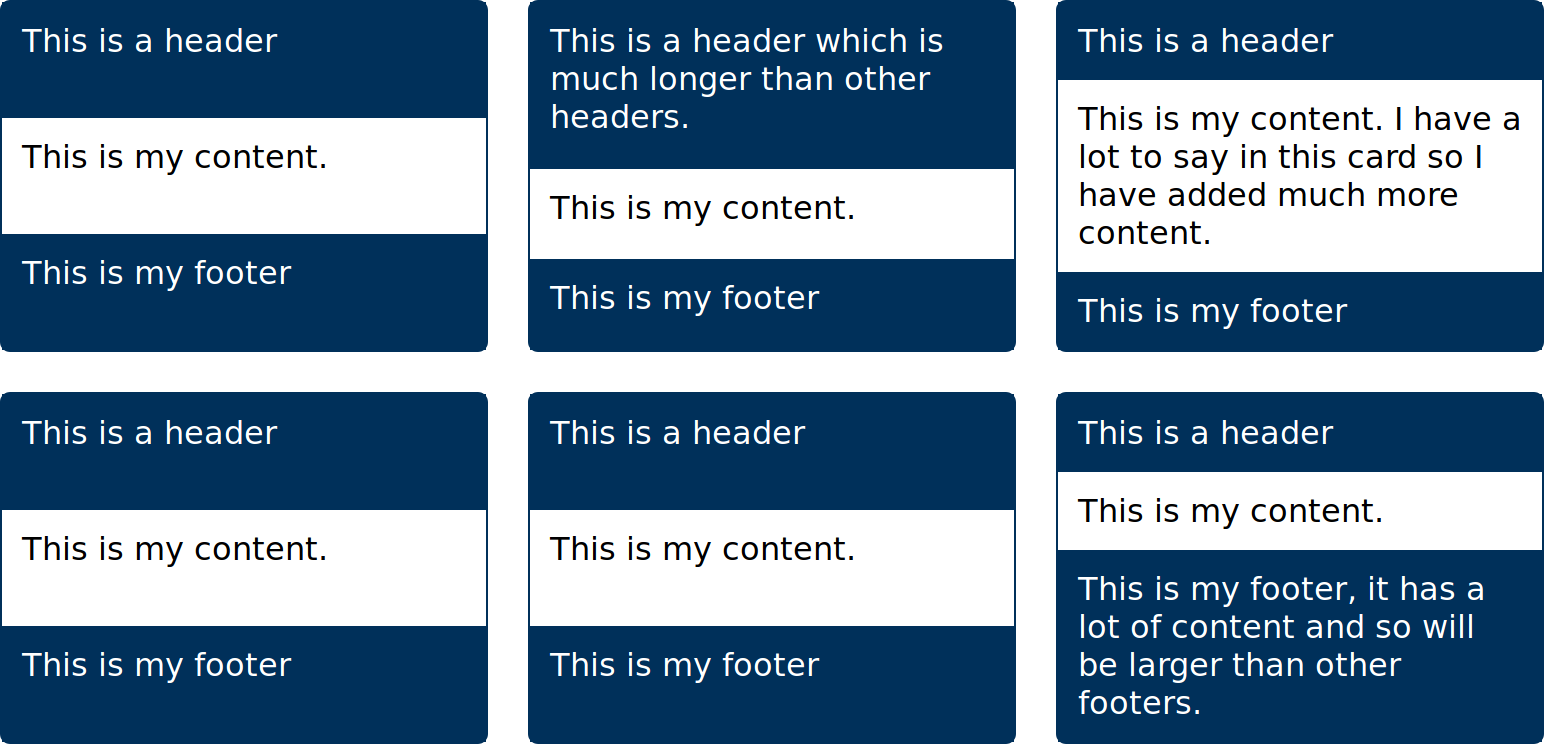 This is a header
This is my content.
This is my footer
This is a header which is
much longer than other
headers.
This is my content.
This is my footer
This is a header
This is my content. I have a
lot to say in this card so I
have added much more
content.
This is my footer
This is a header
This is my content.
This is my footer
This is a header
This is my content.
This is my footer
This is a header
This is my content.
This is my footer, it has a
lot of content and so will
be larger than other
footers.